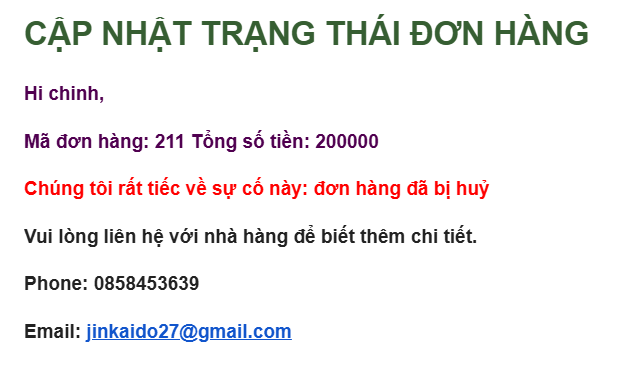 CẬP NHẬT TRẠNG THÁI ĐƠN HÀNG
Hi chinh,
Mã đơn hàng: 211 Tổng số tiền: 200000
Chúng tôi rất tiếc về sự cố này: đơn hàng đã bị huỷ
Vui lòng liên hệ với nhà hàng để biết thêm chi tiết.
Phone: 0858453639
Email: jinkaido27@gmail.com